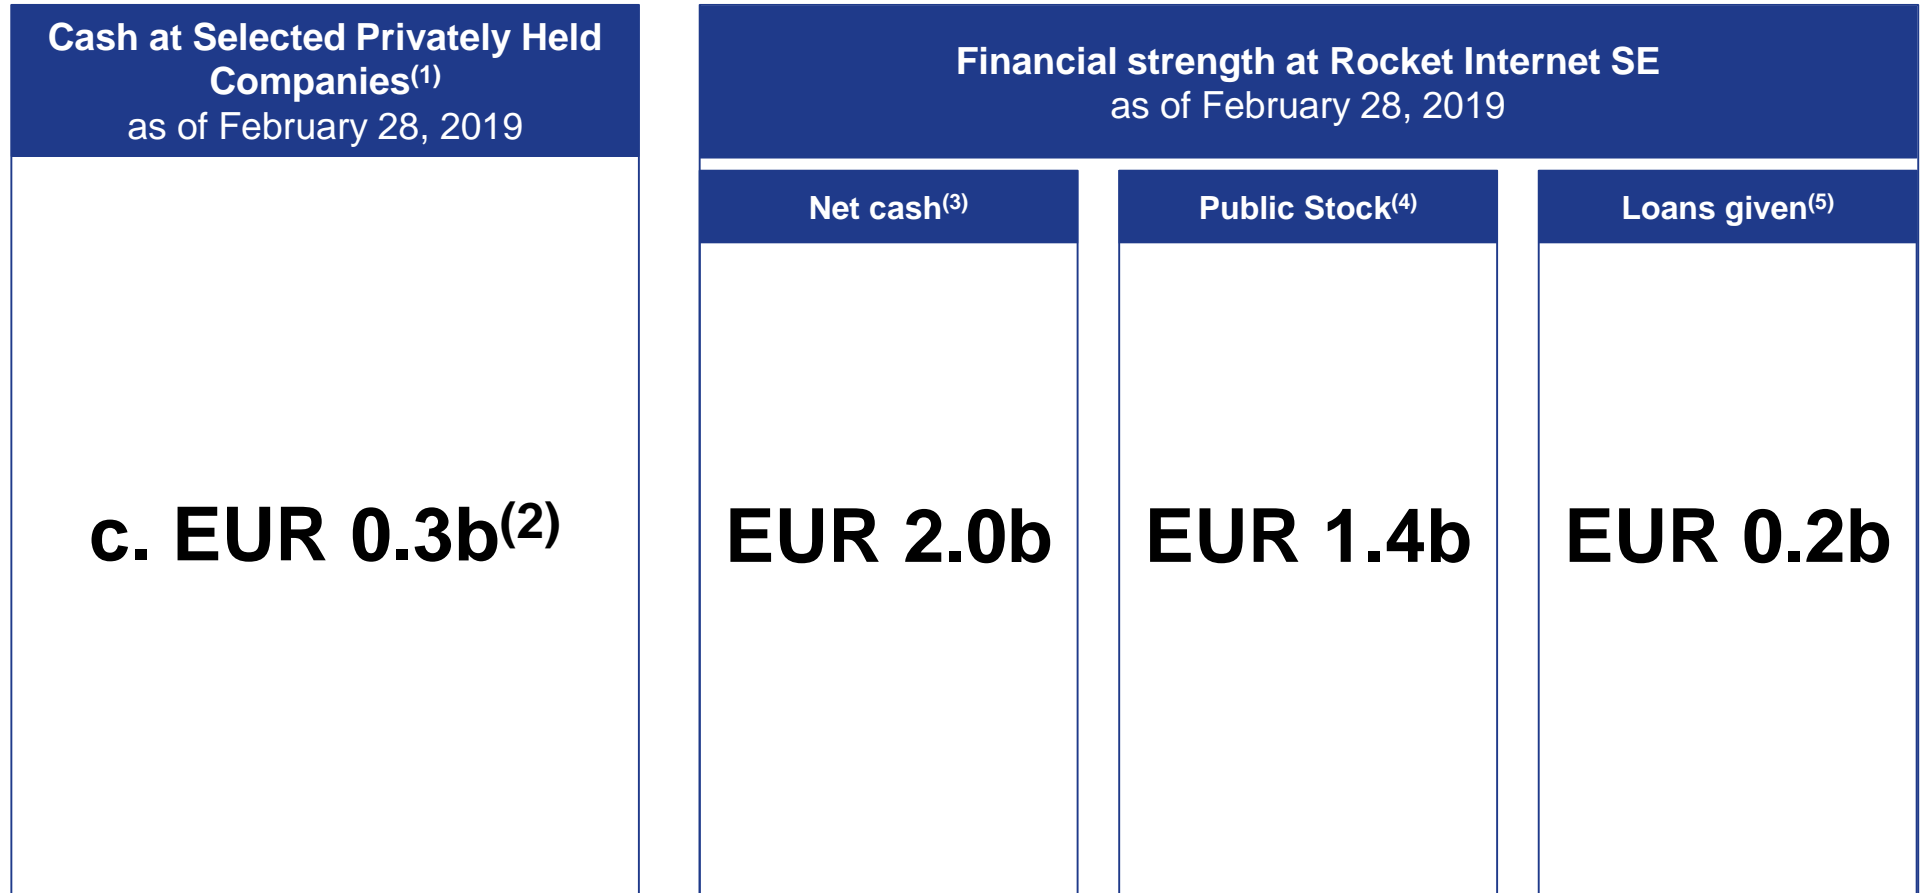 Cash at Selected Privately Held
Companies(1)
as of February 28, 2019
c. EUR 0.3b(2)
Financial strength at Rocket Internet SE
as of February 28, 2019
Net cash(3)
EUR 2.0b
Public Stock(4)
EUR 1.4b
Loans given(5)
EUR 0.2b